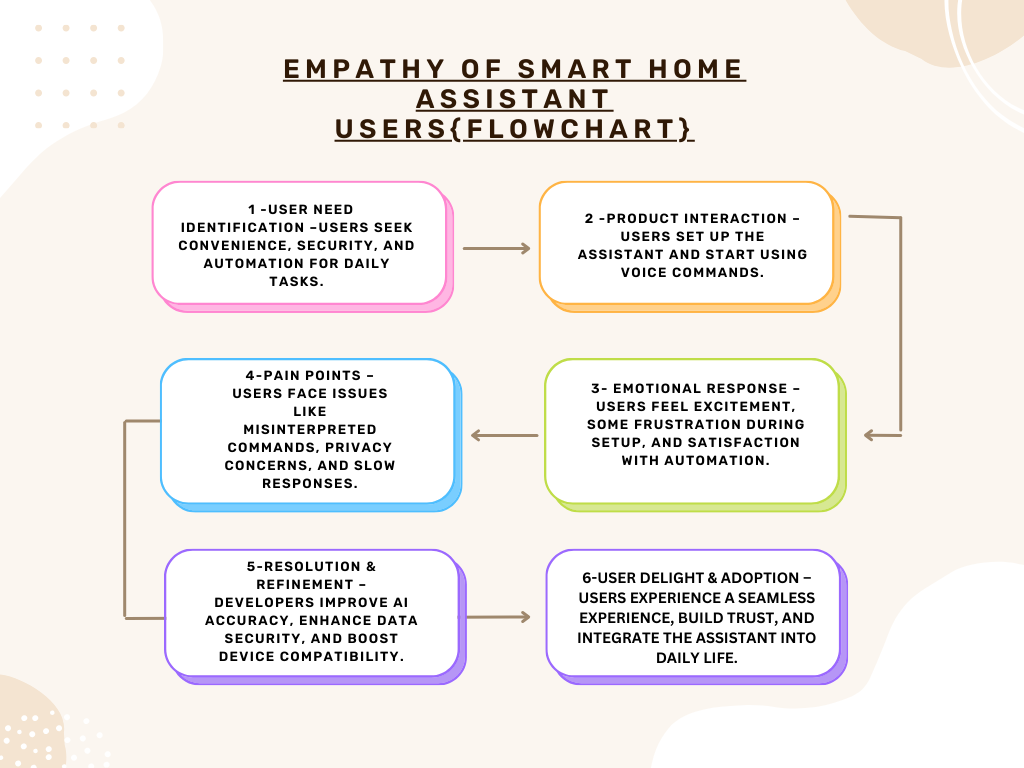 EMPATHY OF SMART HOME
ASSISTANT
USERS{FLOWCHART}
1 -USER NEED
IDENTIFICATION –USERS SEEK
CONVENIENCE, SECURITY, AND
AUTOMATION FOR DAILY
TASKS.
2 -PRODUCT INTERACTION –
USERS SET UP THE
ASSISTANT AND START USING
VOICE COMMANDS.
3- EMOTIONAL RESPONSE –
USERS FEEL EXCITEMENT,
SOME FRUSTRATION DURING
SETUP, AND SATISFACTION
WITH AUTOMATION.
4-PAIN POINTS –
USERS FACE ISSUES
LIKE
MISINTERPRETED
COMMANDS, PRIVACY
CONCERNS, AND SLOW
RESPONSES.
5-RESOLUTION &
REFINEMENT –
DEVELOPERS IMPROVE AI
ACCURACY, ENHANCE DATA
SECURITY, AND BOOST
DEVICE COMPATIBILITY.
6-USER DELIGHT & ADOPTION –
USERS EXPERIENCE A SEAMLESS
EXPERIENCE, BUILD TRUST, AND
INTEGRATE THE ASSISTANT INTO
DAILY LIFE.